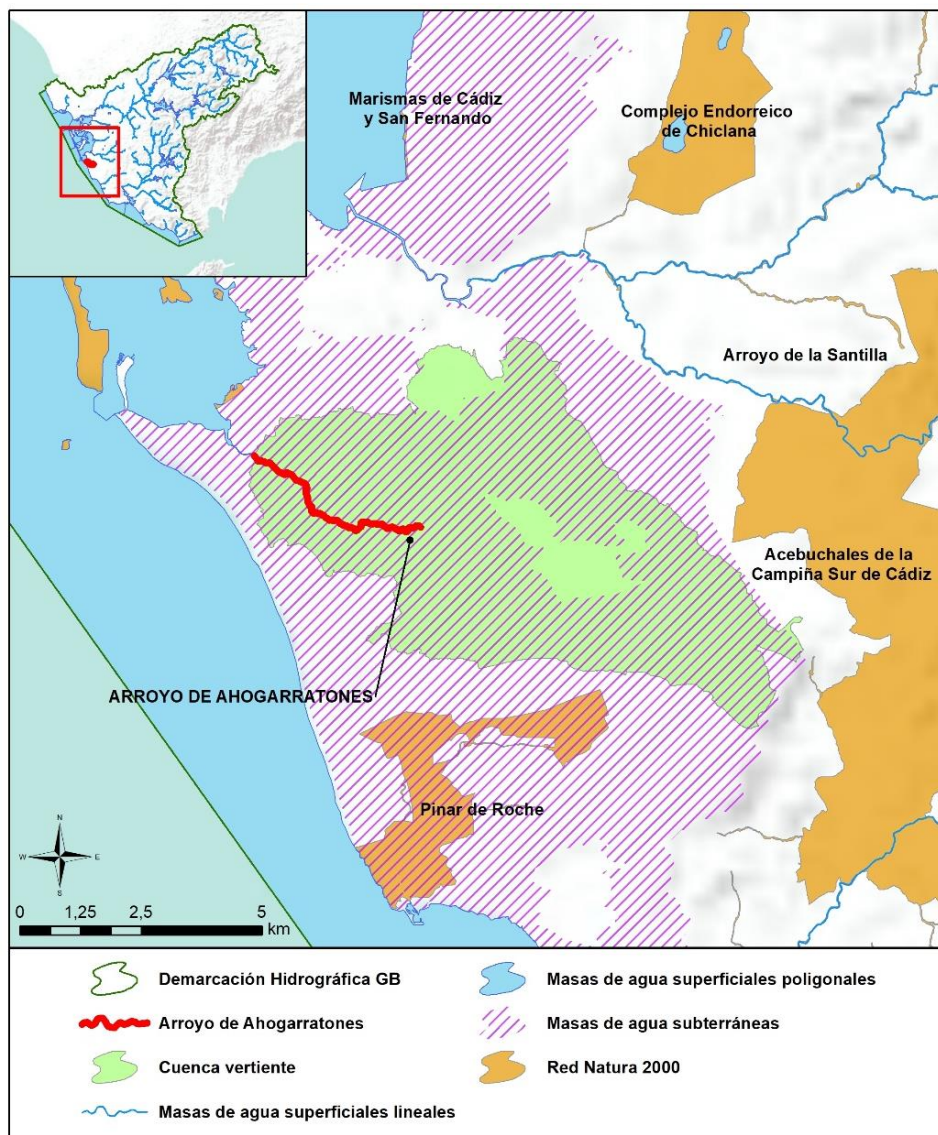 Marismas de Cádiz
y San Fernando
Complejo Endorreico
de Chiclana
Arroyo de la Santilla
Acebuchales de la
Campiña Sur de Cádiz
ARROYO DE AHOGARRATONES
Pinar de Roche
N
W E
S
0 1,25 2,5 5
km
Demarcación Hidrográfica GB
Masas de agua superficiales poligonales
Arroyo de Ahogarratones
Masas de agua subterráneas
Cuenca vertiente
Red Natura 2000
Masas de agua superficiales lineales